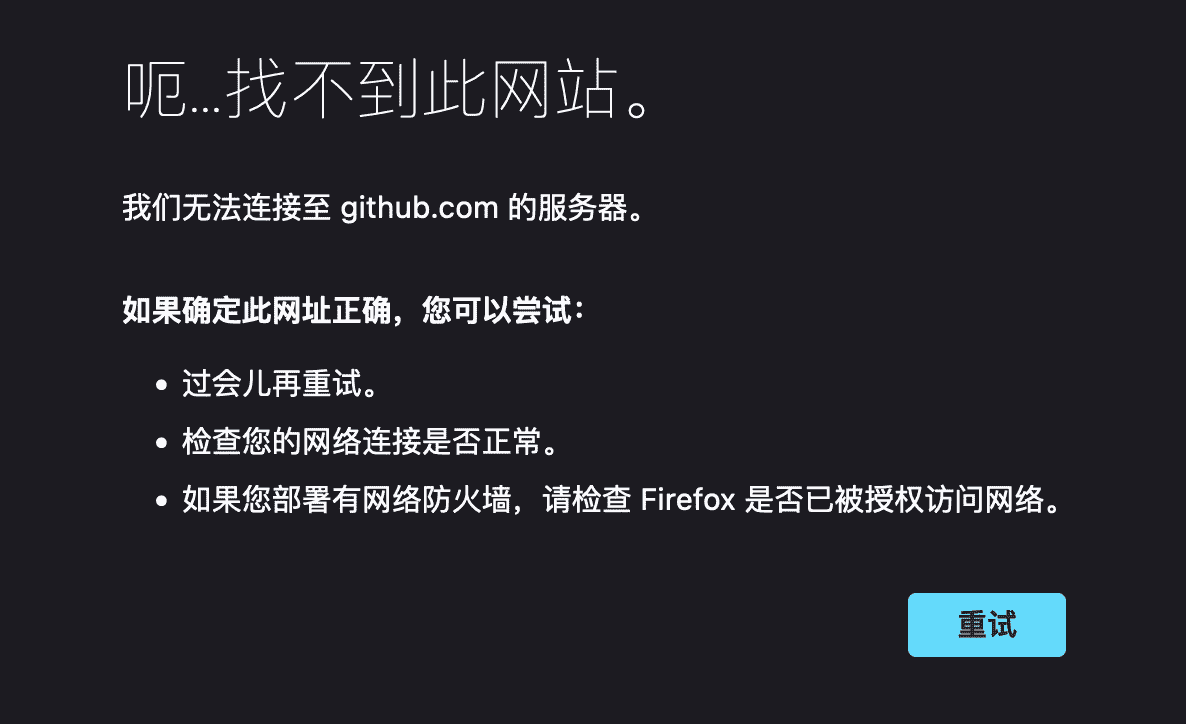 呃…找不到此网站。
我们无法连接至 github.com 的服务器。
如果确定此网址正确，您可以尝试：
• 过会儿再重试。
• 检查您的网络连接是否正常。
• 如果您部署有网络防火墙，请检查 Firefox 是否已被授权访问网络。
重试